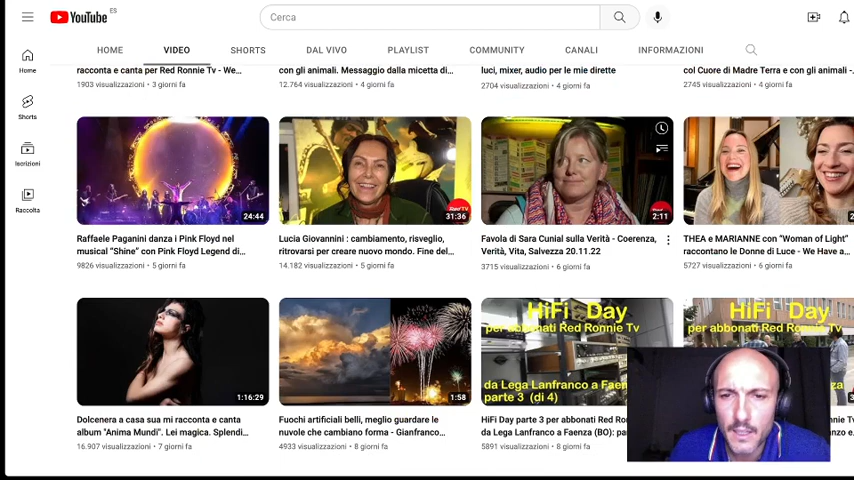 YouTube ES
Cerca
HOME VIDEO SHORTS DAL VIVO PLAYLIST COMMUNITY CANALI INFORMAZIONI
Home
Shorts
Iscrizioni
Raccolta
racconta e canta per Red Ronnie Tv - We...
1903 visualizzazioni • 3 giorni fa
con gli animali. Messaggio dalla micetta di...
12.764 visualizzazioni • 4 giorni fa
luci, mixer, audio per le mie dirette
2704 visualizzazioni • 4 giorni fa
col Cuore di Madre Terra e con gli animali -
2745 visualizzazioni • 4 giorni fa
24:44
Raffaele Paganini danza i Pink Floyd nel
musical “Shine” con Pink Floyd Legend di...
9826 visualizzazioni • 5 giorni fa
31:36
Lucia Giovannini : cambiamento, risveglio,
ritrovarsi per creare nuovo mondo. Fine del...
14.182 visualizzazioni • 5 giorni fa
2:11
Favola di Sara Cunial sulla Verità - Coerenza,
Verità, Vita, Salvezza 20.11.22
3715 visualizzazioni • 6 giorni fa
THEA e MARIANNE con “Woman of Light”
raccontano le Donne di Luce - We Have a...
5727 visualizzazioni • 6 giorni fa
1:16:29
Dolcenera a casa sua mi racconta e canta
album "Anima Mundi". Lei magica. Splendi...
16.907 visualizzazioni • 7 giorni fa
1:58
Fuochi artificiali belli, meglio guardare le
nuvole che cambiano forma - Gianfranco...
4933 visualizzazioni • 8 giorni fa
HiFi Day
per abbonati Red Ronnie Tv
da Lega Lanfranco a Faen
parte 3 (di 4)
HiFi Day parte 3 per abbonati Red Ro
da Lega Lanfranco a Faenza (BO):
5891 visualizzazioni • 8 giorni fa
HiFi Day
per abbonati Red Ronnie Tv